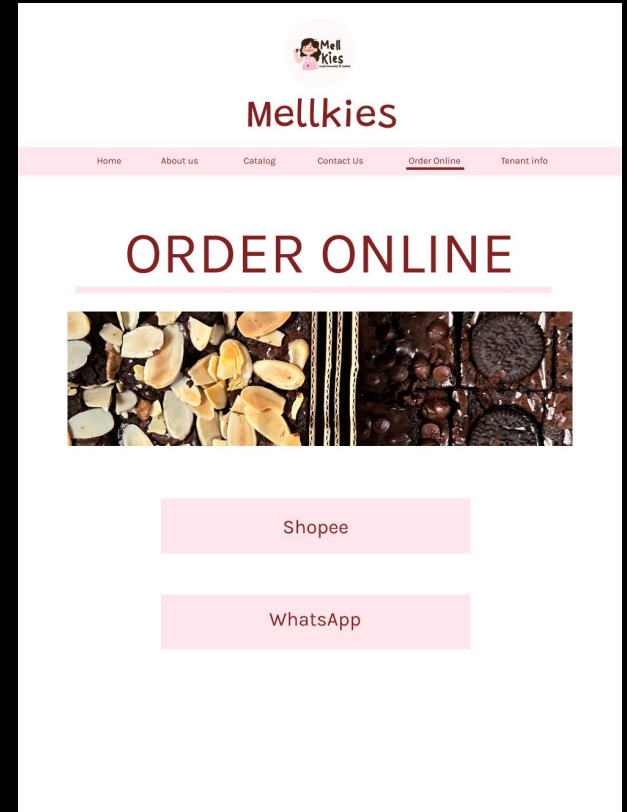 Mell
Kies
Mellkies
Home About us Catalog Contact Us Order Online Tenant info
ORDER ONLINE
Shopee
WhatsApp